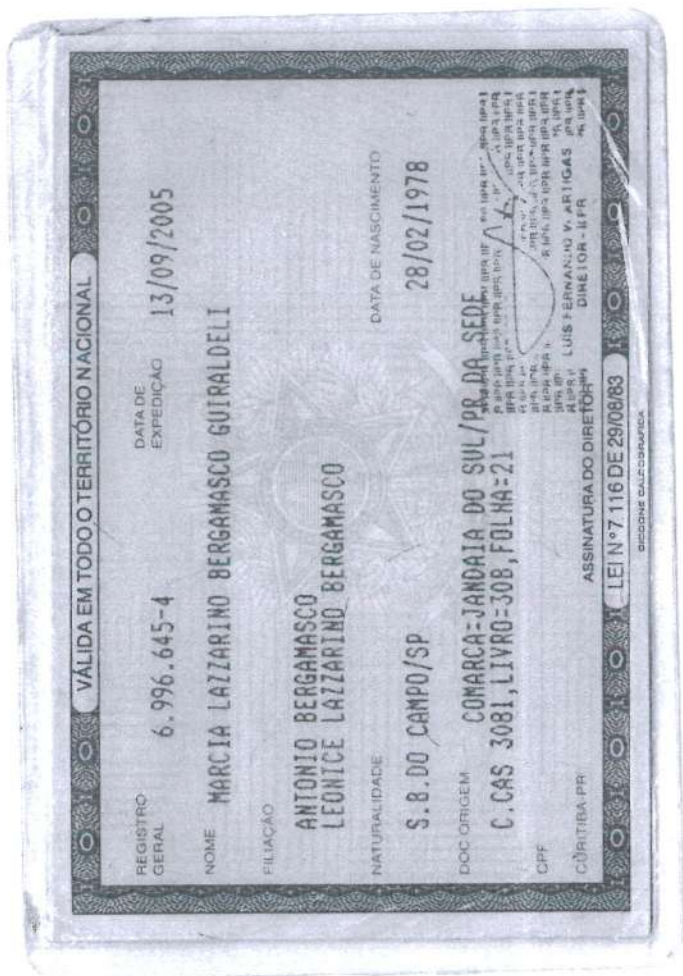 VÁLIDA EM TODO O TERRITÓRIO NACIONAL
REGISTRO GERAL 6.996.645-4 DATA DE EXPEDIÇÃO 13/09/2005
NOME MARCIA LAZZARINO BERGAMASCO GUIRALDELI
FILIAÇÃO
ANTONIO BERGAMASCO
LEONICE LAZZARINO BERGAMASCO
NATURALIDADE DATA DE NASCIMENTO
S.B.DO CAMPO/SP 28/02/1978
DOC ORIGEM COMARCA=JANDAIA DO SUL/PR,DA SEDE
C.CAS 3081,LIVRO=30B,FOLHA=21
CPF
CURITIBA-PR
LUIS FERNANDO V. ARTIGAS
DIRETOR - IIPR
ASSINATURA DO DIRETOR
LEI Nº 7.116 DE 29/08/83